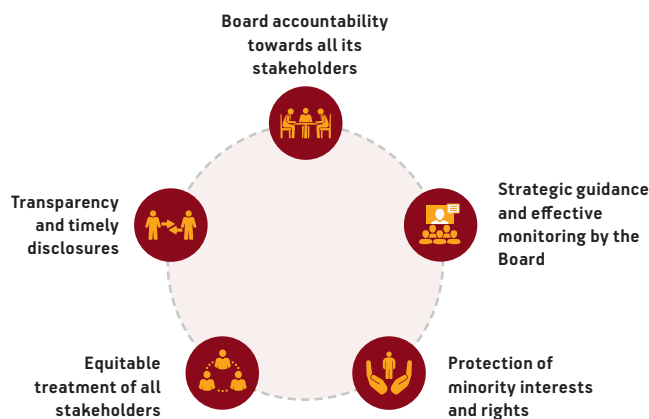 Board accountability
towards all its
stakeholders
Strategic guidance
and effective
monitoring by the
Board
Protection of
minority interests
and rights
Equitable
treatment of all
stakeholders
Transparency
and timely
disclosures